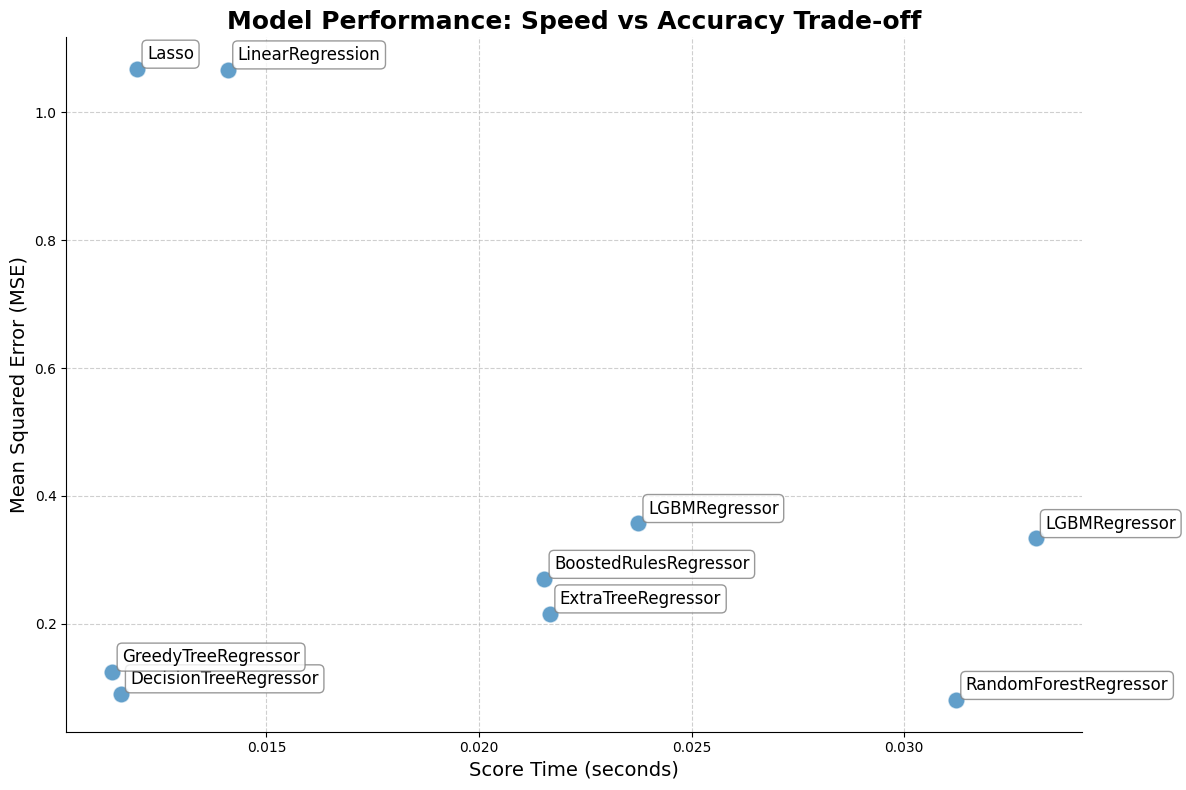 Model Performance: Speed vs Accuracy Trade-off
Lasso
LinearRegression
1.0
0.8
Mean Squared Error (MSE)
0.6
0.4
LGBMRegressor
LGBMRegressor
BoostedRulesRegressor
ExtraTreeRegressor
0.2
GreedyTreeRegressor
DecisionTreeRegressor
RandomForestRegressor
0.015
0.020
0.025
0.030
Score Time (seconds)